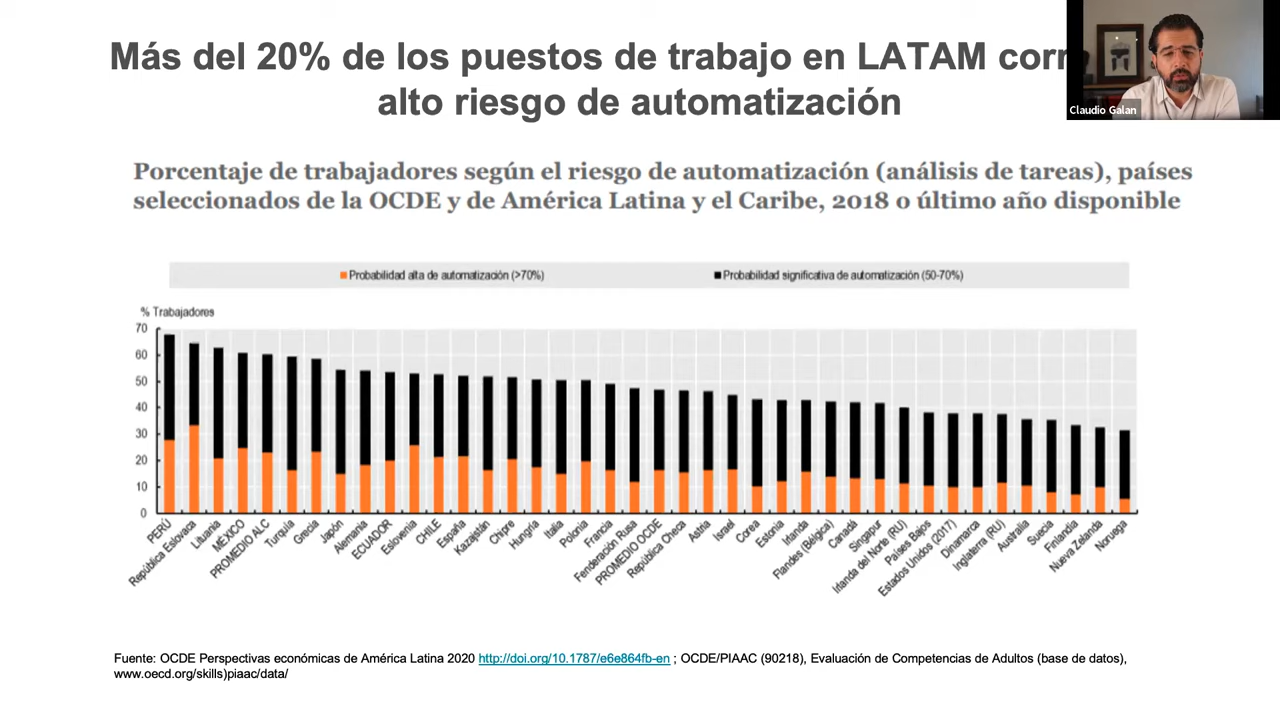 Más del 20% de los puestos de trabajo en LATAM corr
alto riesgo de automatización
Claudio Galan
Porcentaje de trabajadores según el riesgo de automatización (análisis de tareas), países
seleccionados de la OCDE y de América Latina y el Caribe, 2018 o último año disponible
Probabilidad alta de automatización (>70%)
Probabilidad significativa de automatización (50-70%)
% Trabajadores
70
60
50
40
30
20
10
0
PERÚ
República Eslovaca
Lituania
MÉXICO
PROMEDIO ALC
Turquía
Grecia
Japón
Alemania
ECUADOR
Eslovenia
CHILE
España
Kazajstán
Chipre
Hungría
Italia
Polonia
Francia
Fenderación Rusa
PROMEDIO OCDE
República Checa
Astria
Israel
Corea
Estonia
Irlanda
Flandes (Bélgica)
Canadá
Singapur
Irlanda del Norte (RU)
Países Bajos
Estados Unidos (2017)
Dinamarca
Inglaterra (RU)
Australia
Suecia
Finlandia
Nueva Zelanda
Noruega
Fuente: OCDE Perspectivas económicas de América Latina 2020 http://doi.org/10.1787/e6e864fb-en ; OCDE/PIAAC (90218), Evaluación de Competencias de Adultos (base de datos),
www.oecd.org/skills)piaac/data/